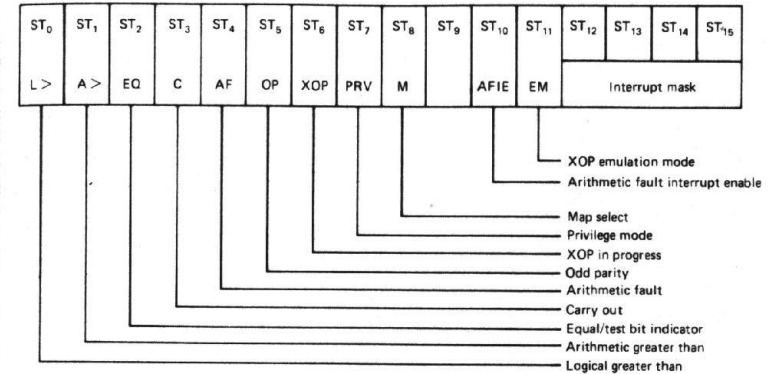 ST0 ST1 ST2 ST3 ST4 ST5 ST6 ST7 ST8 ST9 ST10 ST11 ST12 ST13 ST14 ST15
L> A> EQ C AF OP XOP PRV M AFIE EM Interrupt mask
XOP emulation mode
Arithmetic fault interrupt enable
Map select
Privilege mode
XOP in progress
Odd parity
Arithmetic fault
Carry out
Equal/test bit indicator
Arithmetic greater than
Logical greater than